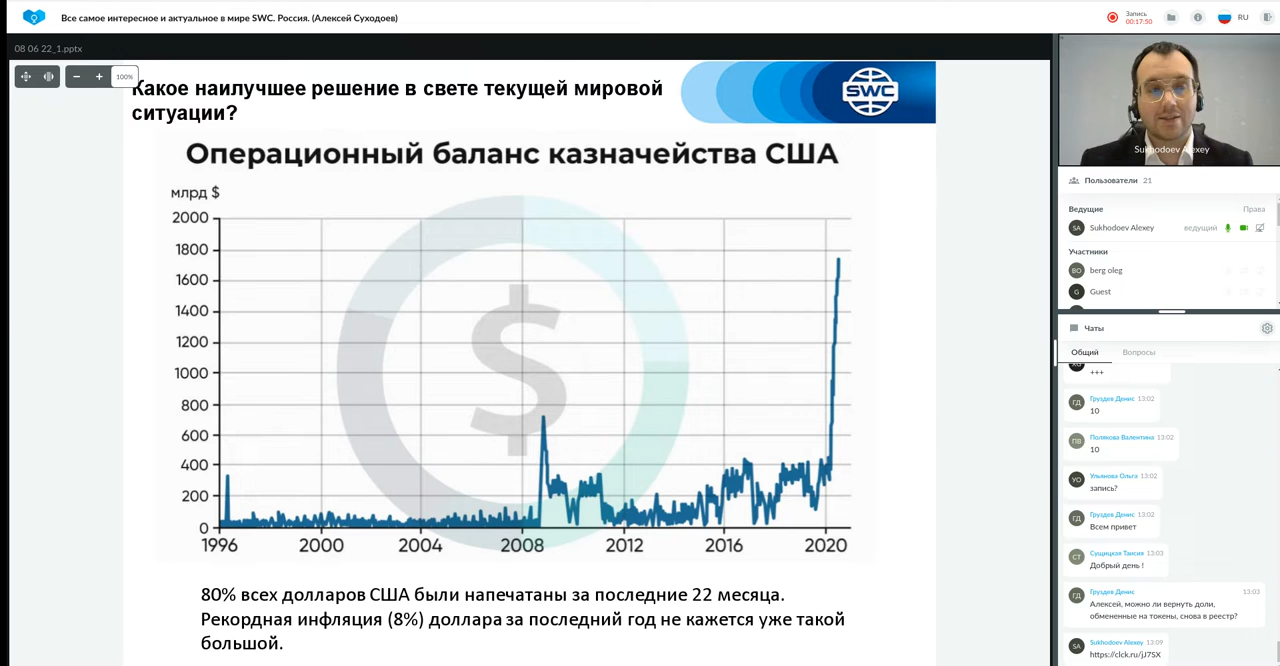 Все самое интересное и актуальное в мире SWC. Россия. (Алексей Суходоев)
Запись
00:17:50
RU
08 06 22_1.pptx
100%
Какое наилучшее решение в свете текущей мировой
ситуации?
SWC
Операционный баланс казначейства США
млрд $
2000
1800
1600
1400
1200
1000
800
600
400
200
0
1996
2000
2004
2008
2012
2016
2020
$
80% всех долларов США были напечатаны за последние 22 месяца.
Рекордная инфляция (8%) доллара за последний год не кажется уже такой
большой.
Sukhodoev Alexey
Пользователи 21
Ведущие Права
SA Sukhodoev Alexey ведущий
Участники
BO berg oleg
G Guest
Чаты
Общий Вопросы
+++
ГД Груздев Денис 13:02
10
ПВ Полякова Валентина 13:02
10
УО Ульянова Ольга 13:02
запись?
ГД Груздев Денис 13:02
Всем привет
СТ Сущицкая Таисия 13:03
Добрый день !
ГД Груздев Денис 13:03
Алексей, можно ли вернуть доли,
обмененные на токены, снова в реестр?
SA Sukhodoev Alexey 13:09
https://clck.ru/jJ7SX